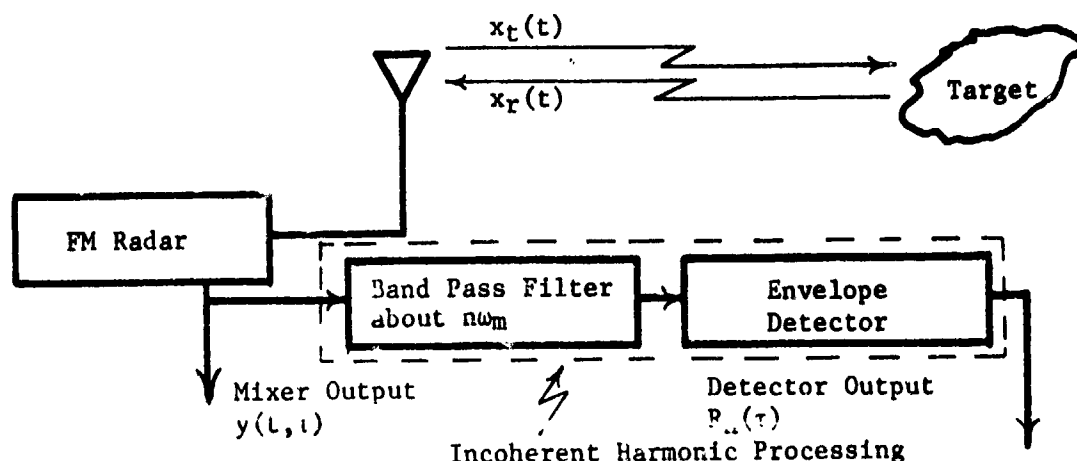 x_t(t)
x_r(t)
Target
FM Radar
Band Pass Filter
about nω_m
Envelope
Detector
Mixer Output
Detector Output
Incoherent Harmonic Processing